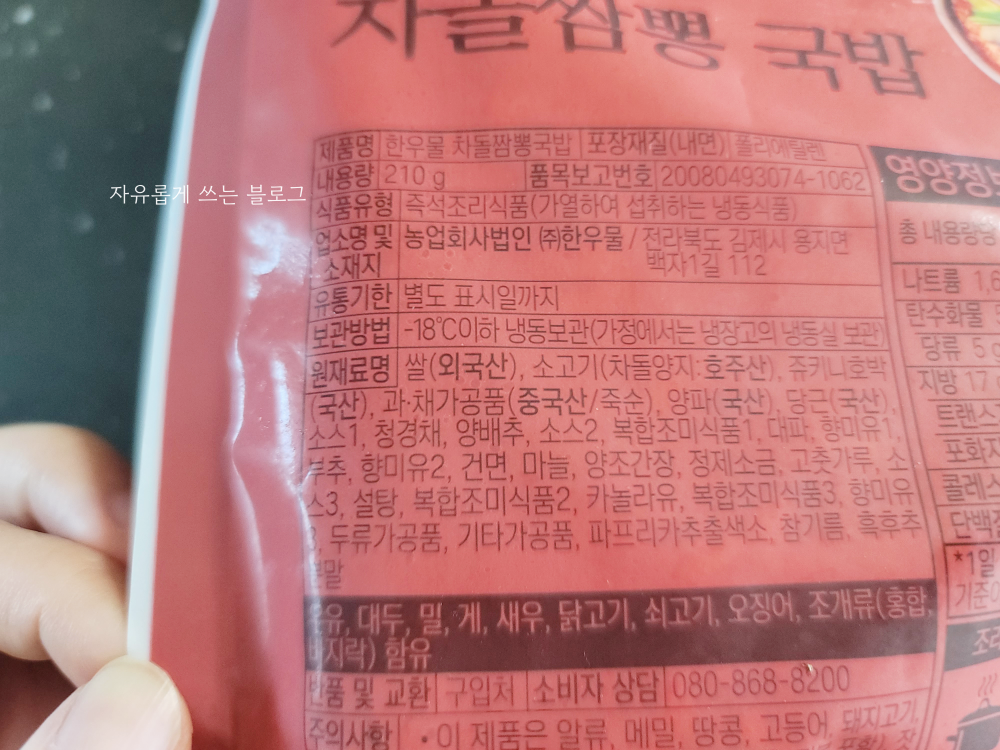 차돌짬뽕 국밥
제품명 한우물 차돌짬뽕국밥 포장재질(내면) 폴리에틸렌
내용량 210 g 품목보고번호 20080493074-1062
식품유형 즉석조리식품(가열하여 섭취하는 냉동식품)
업소명 및 소재지 농업회사법인 ㈜한우물 / 전라북도 김제시 용지면
백자1길 112
유통기한 별도 표시일까지
보관방법 -18℃이하 냉동보관(가정에서는 냉장고의 냉동실 보관)
원재료명 쌀(외국산), 소고기(차돌양지:호주산), 쥬키니호박
(국산), 과·채가공품(중국산/죽순), 양파(국산), 당근(국산),
소스1, 청경채, 양배추, 소스2, 복합조미식품1, 대파, 향미유1,
부추, 향미유2, 건면, 마늘, 양조간장, 정제소금, 고춧가루, 소
스3, 설탕, 복합조미식품2, 카놀라유, 복합조미식품3, 향미유
3, 두류가공품, 기타가공품, 파프리카추출색소, 참기름, 흑후추
분말
우유, 대두, 밀, 게, 새우, 닭고기, 쇠고기, 오징어, 조개류(홍합,
바지락) 함유
반품 및 교환 구입처 소비자 상담 080-868-8200
주의사항 •이 제품은 알류, 메밀, 땅콩, 고등어, 돼지고기,
영양정보
총 내용량
나트륨 1,6
탄수화물
당류 5 g
지방 17
트랜스
포화지
콜레스
단백
*1일
기준
자유롭게 쓰는 블로그